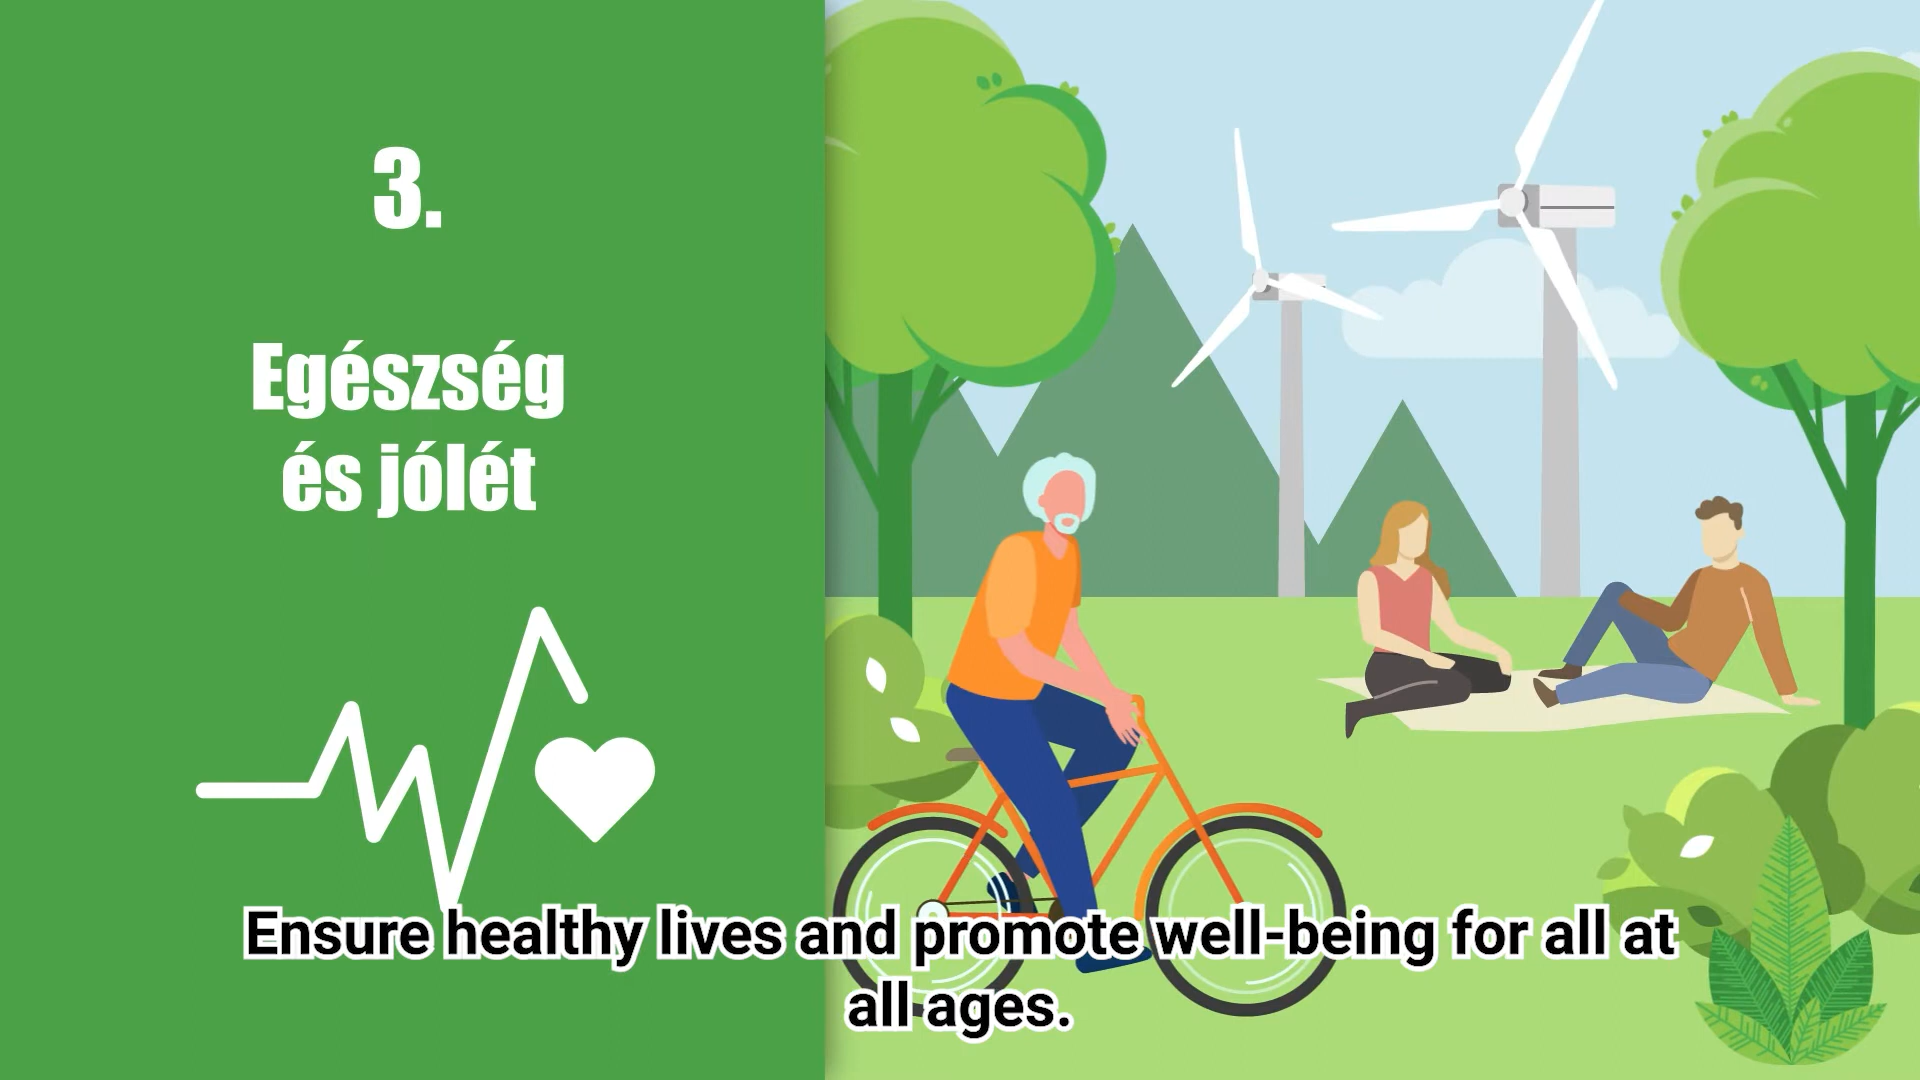 3.
Egészség
és jólét
Ensure healthy lives and promote well-being for all at
all ages.